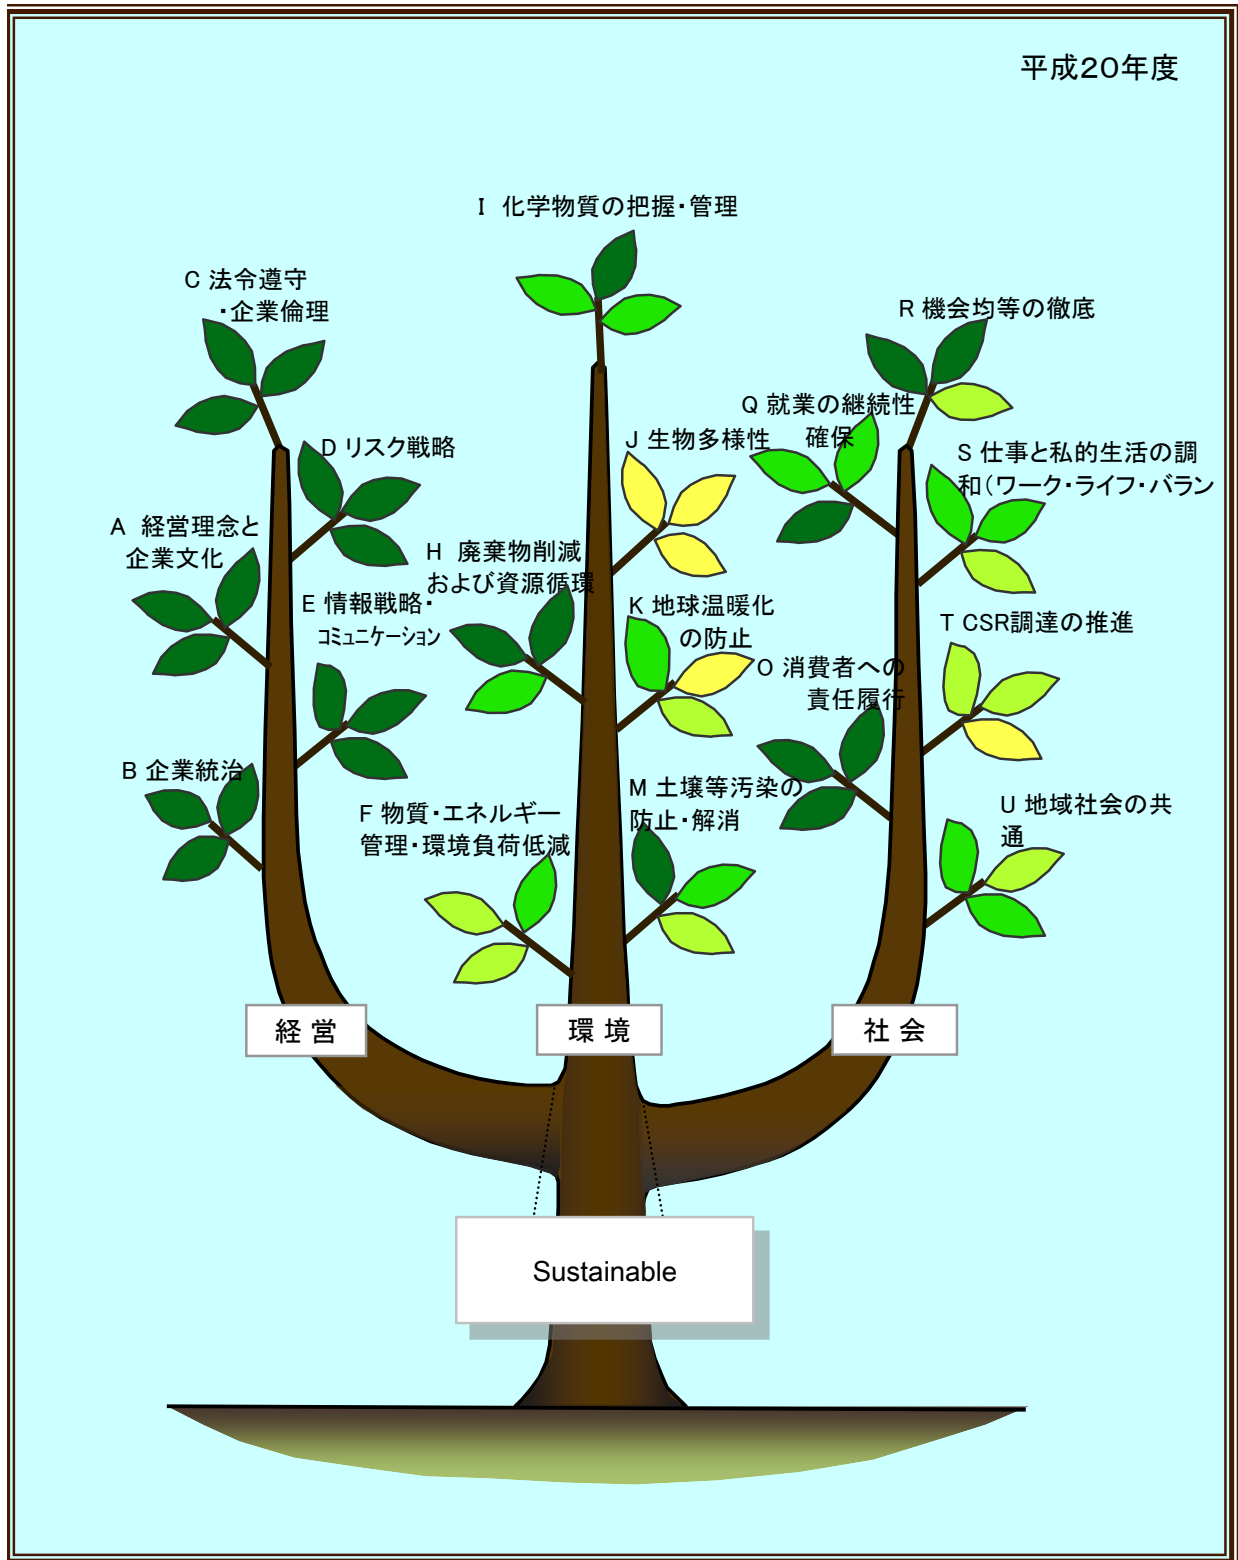 平成20年度
I 化学物質の把握・管理
C 法令遵守
・企業倫理
R 機会均等の徹底
Q 就業の継続性
確保
D リスク戦略
J 生物多様性
S 仕事と私的生活の調
和(ワーク・ライフ・バラン
A 経営理念と
企業文化
H 廃棄物削減
および資源循環
E 情報戦略・
コミュニケーション
K 地球温暖化
の防止
T CSR調達の推進
O 消費者への
責任履行
B 企業統治
F 物質・エネルギー
管理・環境負荷低減
M 土壌等汚染の
防止・解消
U 地域社会の共
通
経 営
環 境
社 会
Sustainable